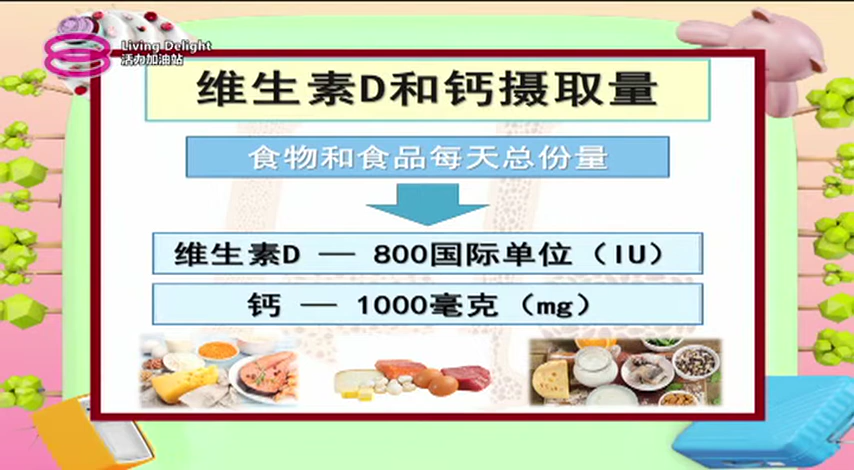 Living Delight
活力加油站
维生素D和钙摄取量
食物和食品每天总份量
维生素D — 800国际单位（IU）
钙 — 1000毫克（mg）